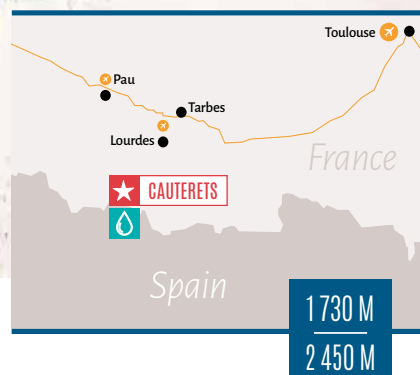 Toulouse
Pau
Tarbes
Lourdes
France
CAUTERETS
Spain
1 730 M
2 450 M